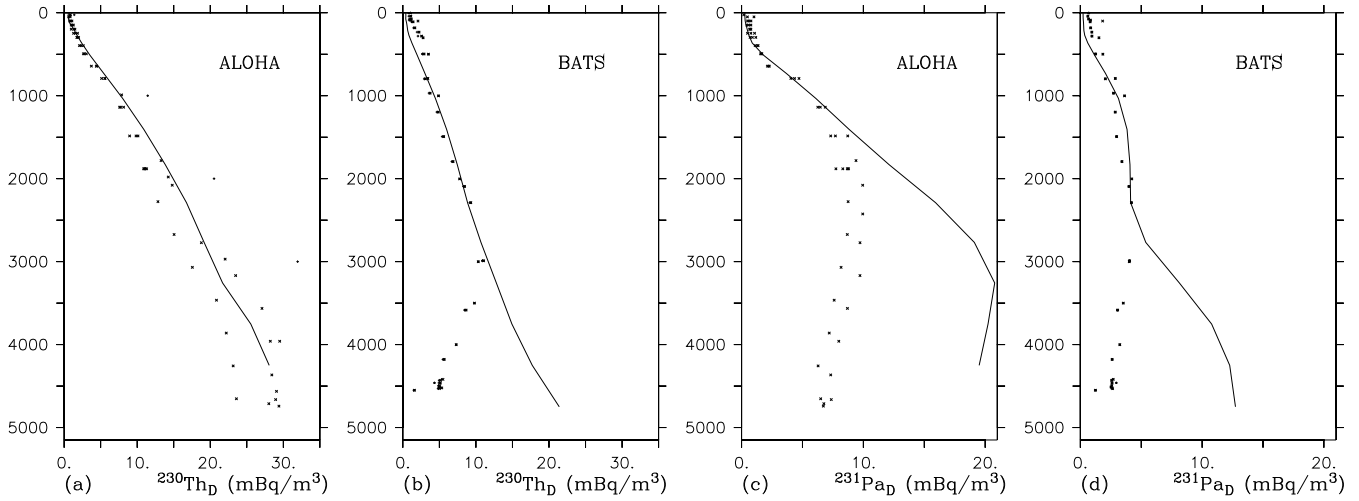 0
1000
2000
3000
4000
5000
ALOHA
0. 10. 20. 30.
(a) ²³⁰Th_D (mBq/m³)
0
1000
2000
3000
4000
5000
BATS
0. 10. 20. 30.
(b) ²³⁰Th_D (mBq/m³)
0
1000
2000
3000
4000
5000
ALOHA
0. 10. 20.
(c) ²³¹Pa_D (mBq/m³)
0
1000
2000
3000
4000
5000
BATS
0. 10. 20.
(d) ²³¹Pa_D (mBq/m³)